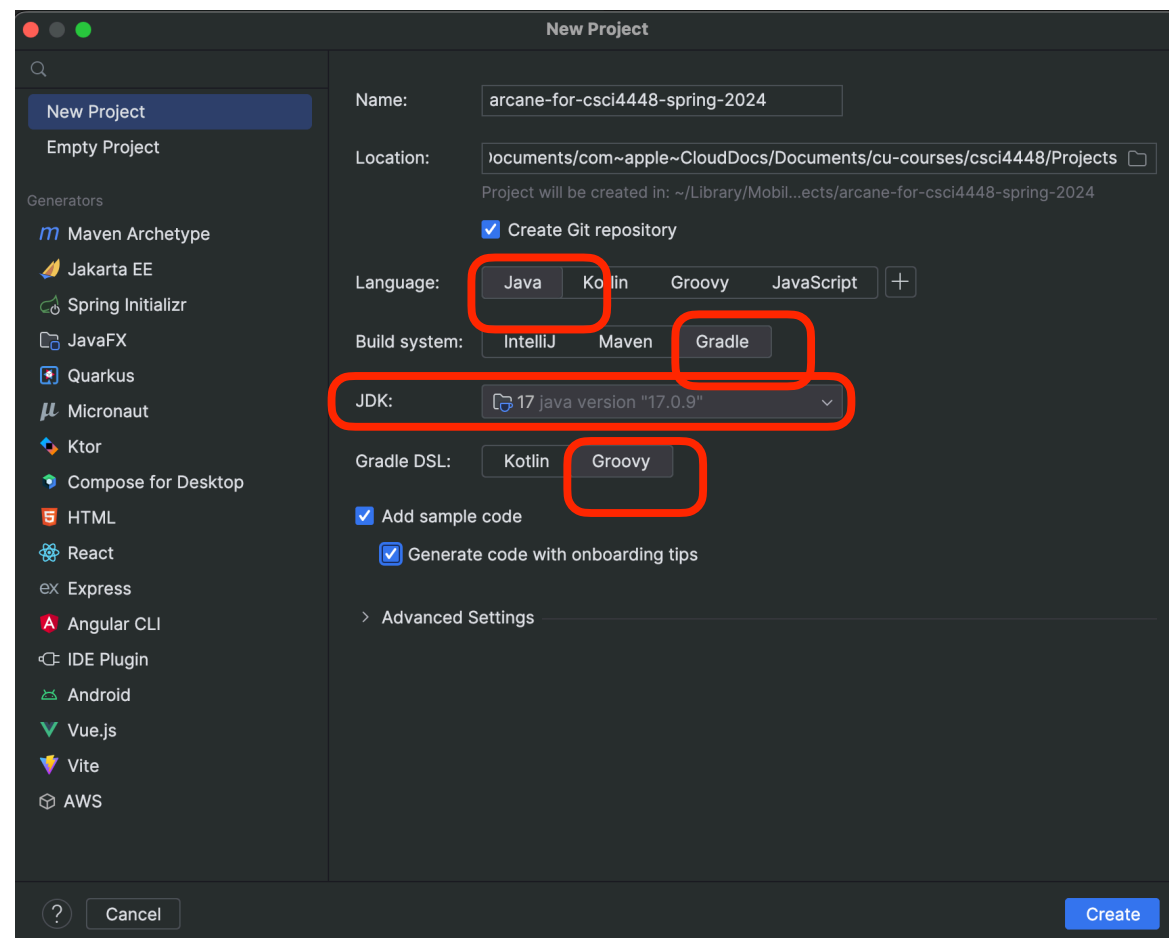 New Project
New Project
Empty Project
Generators
Maven Archetype
Jakarta EE
Spring Initializr
JavaFX
Quarkus
Micronaut
Ktor
Compose for Desktop
HTML
React
ex Express
Angular CLI
IDE Plugin
Android
Vue.js
Vite
AWS
Name: arcane-for-csci4448-spring-2024
Location: Documents/com~apple~CloudDocs/Documents/cu-courses/csci4448/Projects
Project will be created in: ~/Library/Mobil...ects/arcane-for-csci4448-spring-2024
Create Git repository
Language: Java Kotlin Groovy JavaScript +
Build system: IntelliJ Maven Gradle
JDK: 17 java version "17.0.9"
Gradle DSL: Kotlin Groovy
Add sample code
Generate code with onboarding tips
> Advanced Settings
? Cancel Create